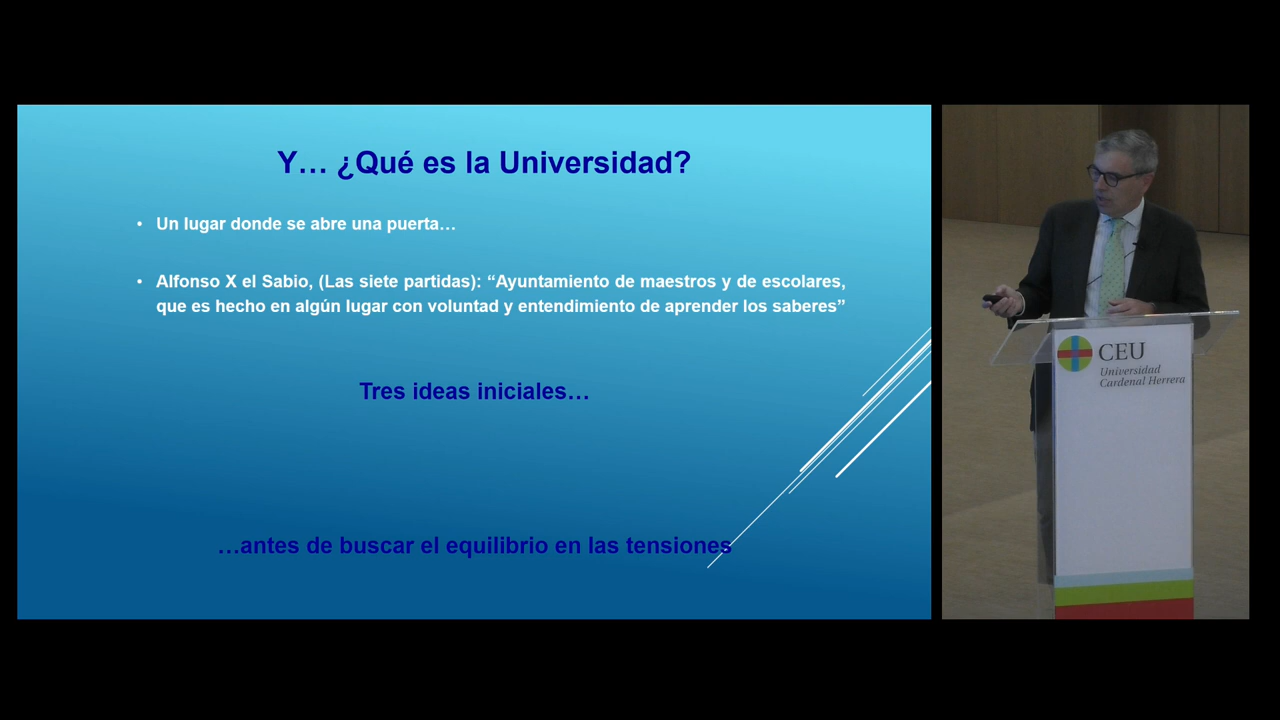 Y… ¿Qué es la Universidad?
• Un lugar donde se abre una puerta…
• Alfonso X el Sabio, (Las siete partidas): “Ayuntamiento de maestros y de escolares,
que es hecho en algún lugar con voluntad y entendimiento de aprender los saberes”
Tres ideas iniciales…
…antes de buscar el equilibrio en las tensiones
CEU
Universidad
Cardenal Herrera